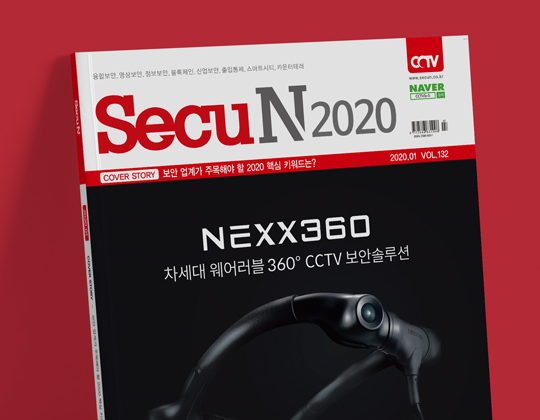 융합보안, 영상보안, 정보보안, 블록체인, 산업보안, 출입통제, 스마트시티, 카운터테러
CCTV
www.secun.co.kr
NAVER
SecuN 2020
COVER STORY 보안 업계가 주목해야 할 2020 핵심 키워드는?
2020.01 VOL.132
NEXX360
차세대 웨어러블 360° CCTV 보안솔루션
SecuN
COVER STORY